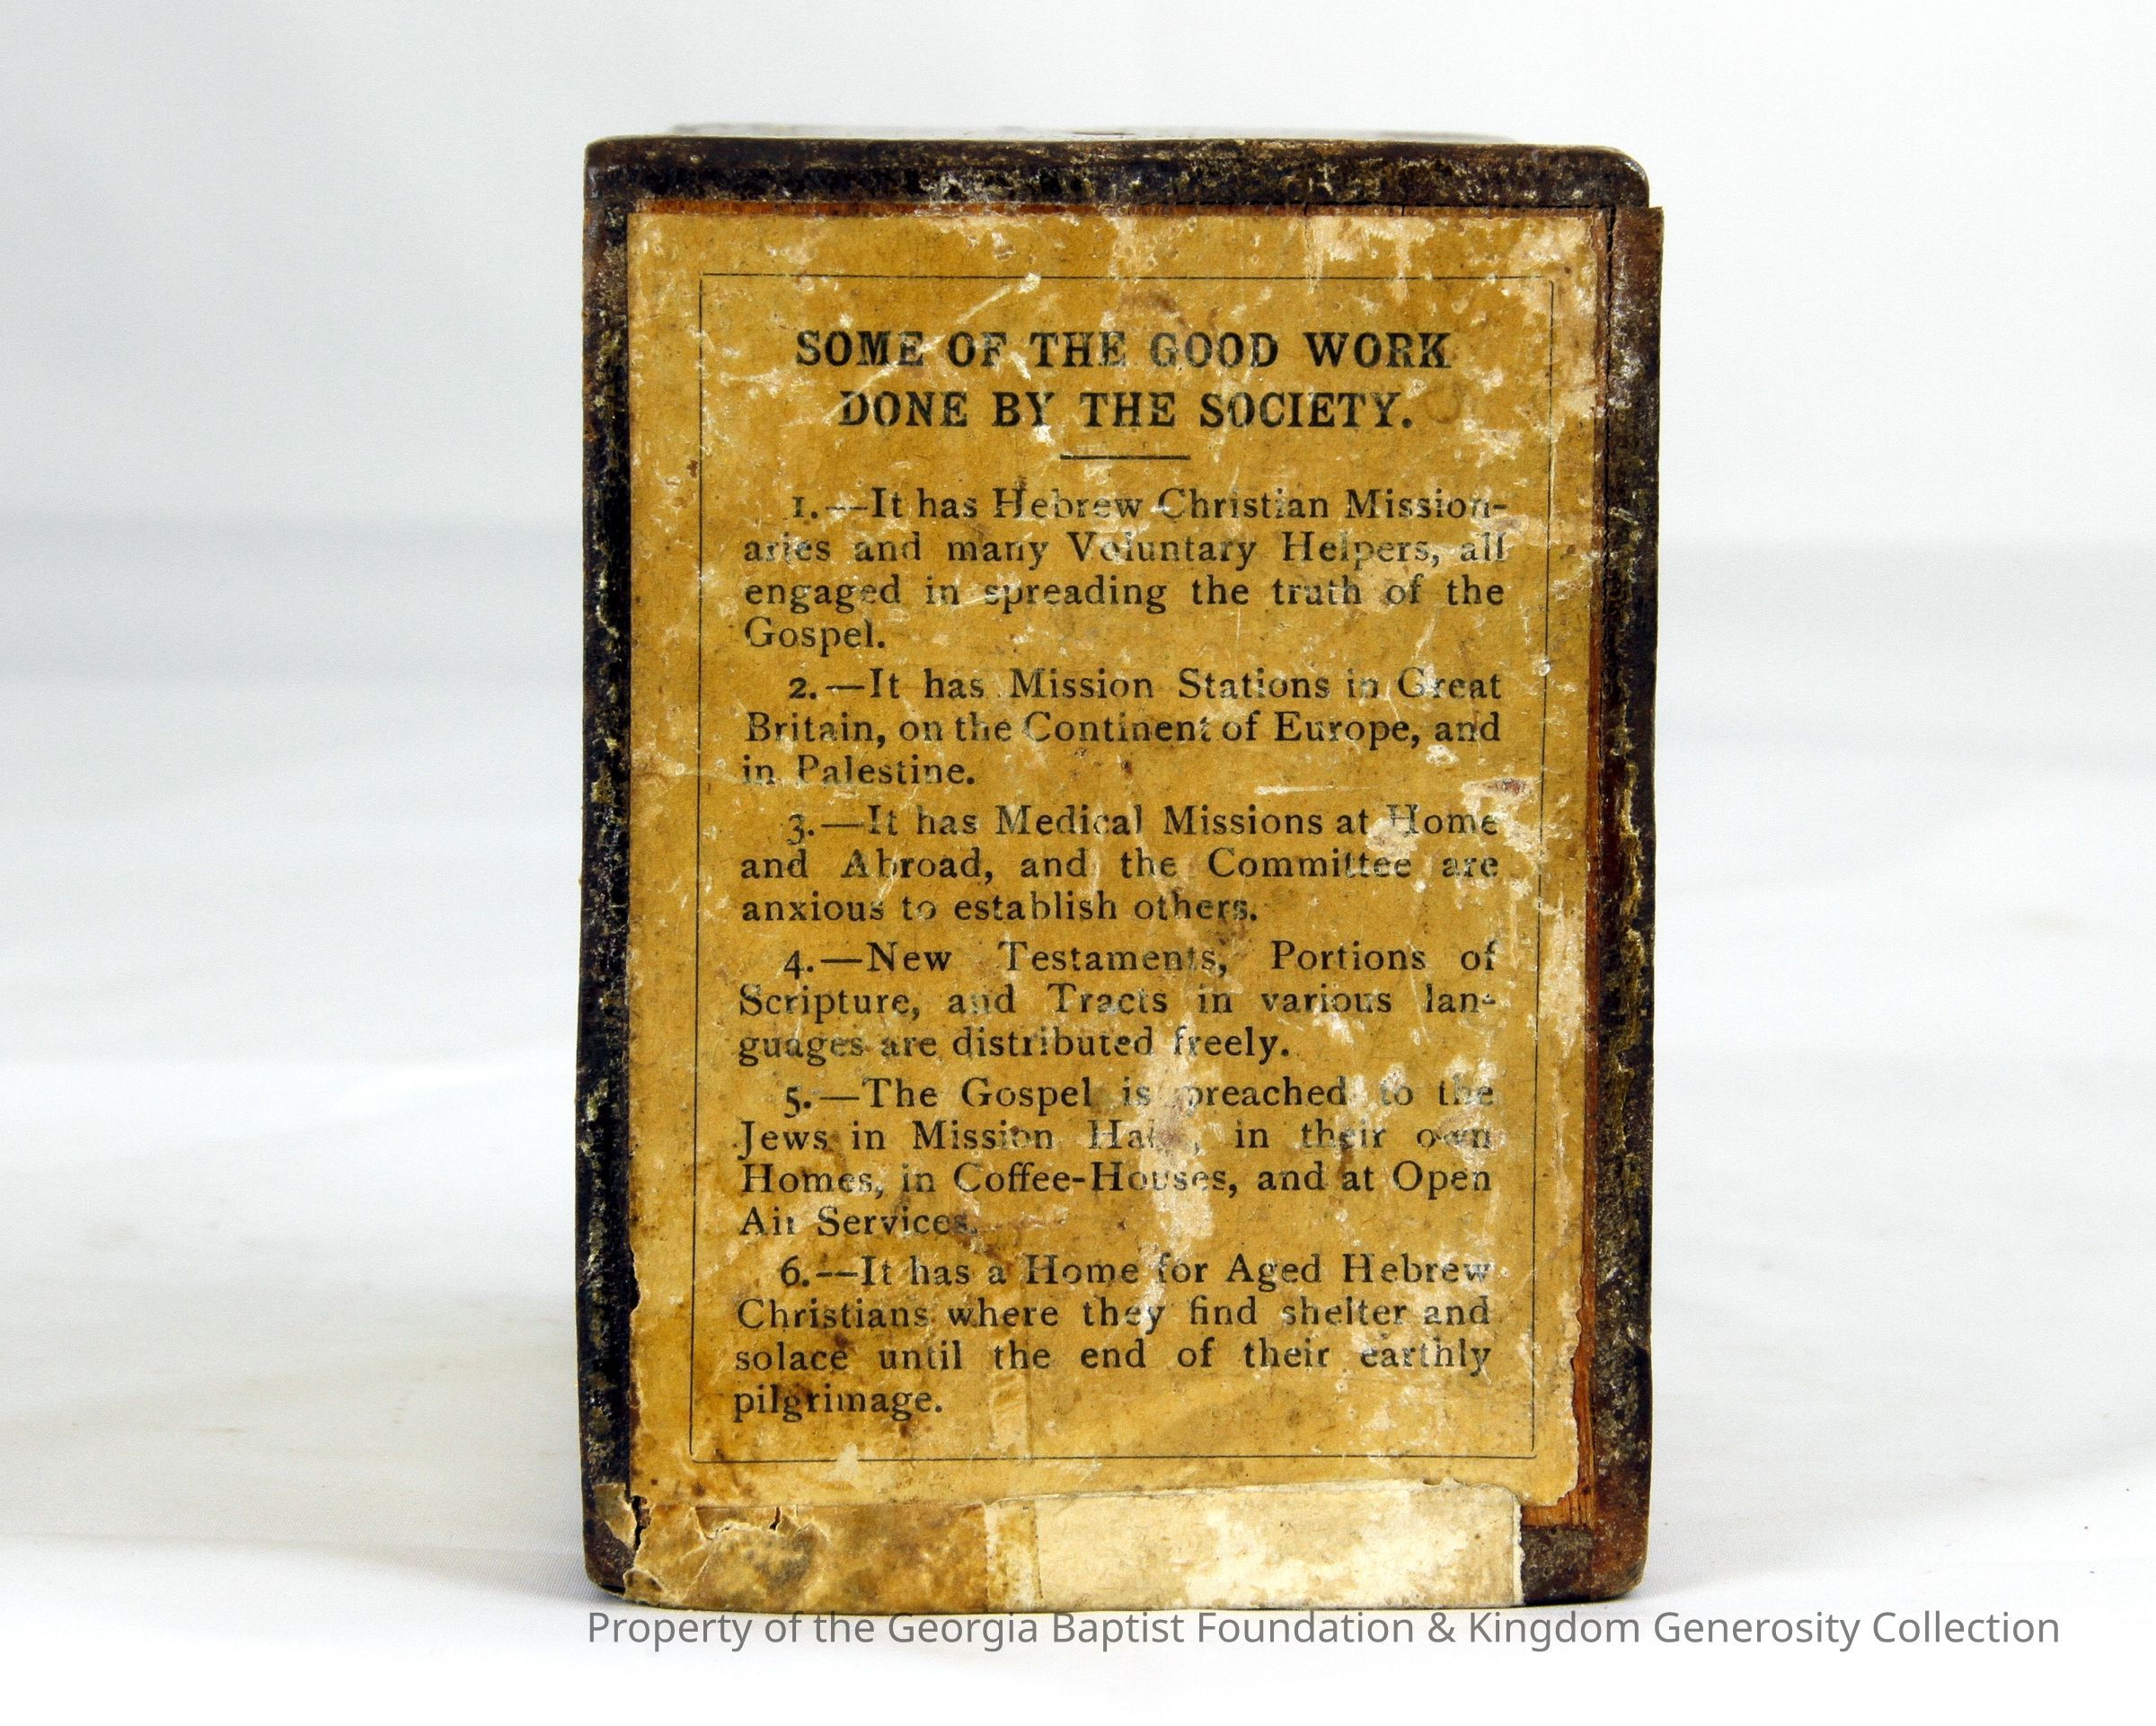 SOME OF THE GOOD WORK
DONE BY THE SOCIETY.
1.—It has Hebrew Christian Mission-
aries and many Voluntary Helpers, all
engaged in spreading the truth of the
Gospel.
2.—It has Mission Stations in Great
Britain, on the Continent of Europe, and
in Palestine.
3.—It has Medical Missions at Home
and Abroad, and the Committee are
anxious to establish others.
4.—New Testaments, Portions of
Scripture, and Tracts in various lan-
guages are distributed freely.
5.—The Gospel is preached to the
Jews in Mission Halls, in their own
Homes, in Coffee-Houses, and at Open
Air Services.
6.—It has a Home for Aged Hebrew
Christians where they find shelter and
solace until the end of their earthly
pilgrimage.
Property of the Georgia Baptist Foundation & Kingdom Generosity Collection